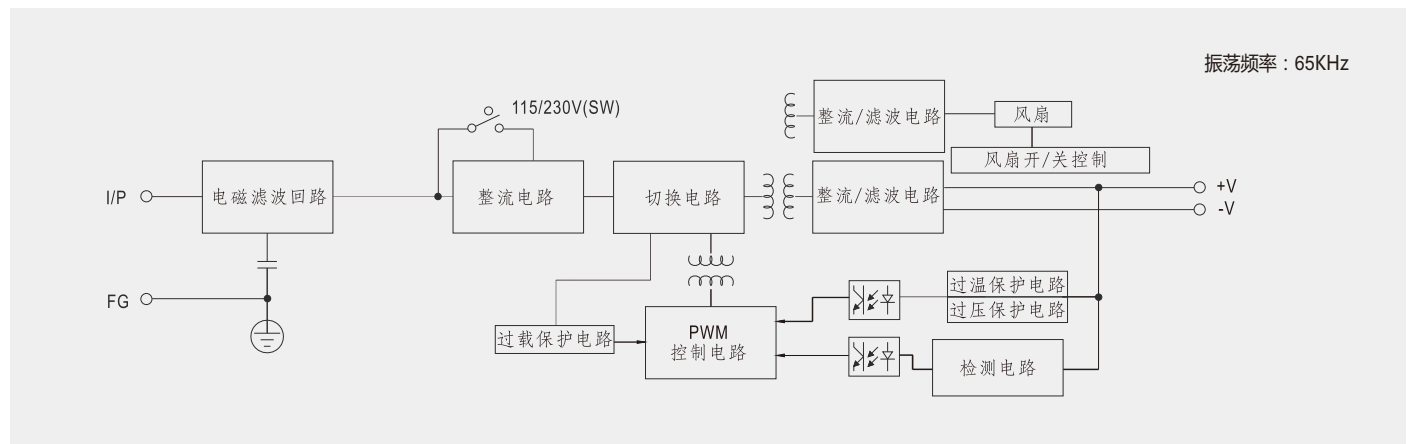 振荡频率：65KHz
115/230V(SW)
整流/滤波电路
风扇
风扇开/关控制
I/P
电磁滤波回路
整流电路
切换电路
整流/滤波电路
+V
-V
FG
过载保护电路
PWM
控制电路
过温保护电路
过压保护电路
检测电路